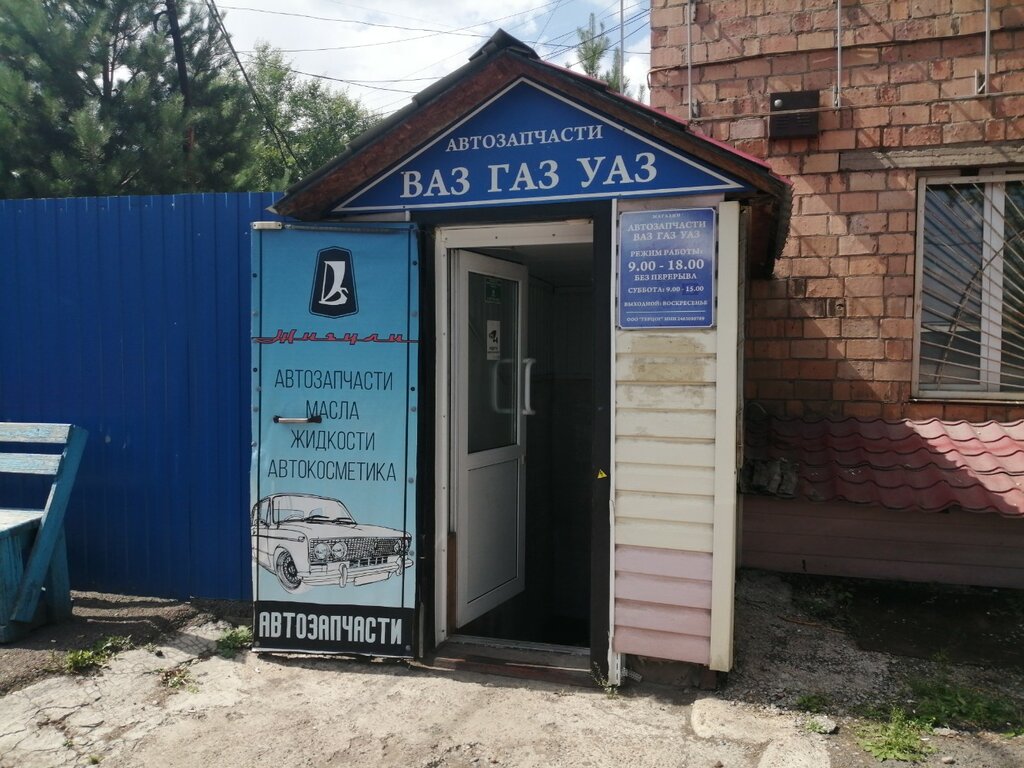 АВТОЗАПЧАСТИ
ВАЗ ГАЗ УАЗ
МАГАЗИН
АВТОЗАПЧАСТИ
ВАЗ ГАЗ УАЗ
РЕЖИМ РАБОТЫ:
9.00 - 18.00
БЕЗ ПЕРЕРЫВА
СУББОТА: 9.00 - 15.00
ВЫХОДНОЙ: ВОСКРЕСЕНЬЕ
Жигули
АВТОЗАПЧАСТИ
МАСЛА
ЖИДКОСТИ
АВТОКОСМЕТИКА
АВТОЗАПЧАСТИ